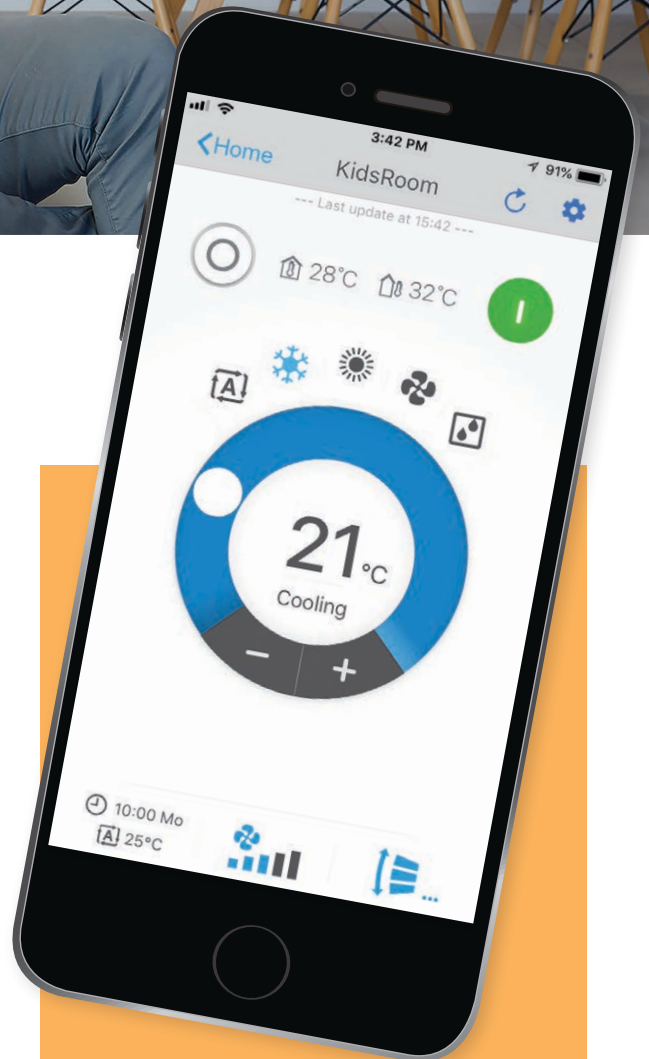 3:42 PM
91%
Home
KidsRoom
--- Last update at 15:42 ---
28°C
32°C
I
A
21°C
Cooling
− +
10:00 Mo
A 25°C
...